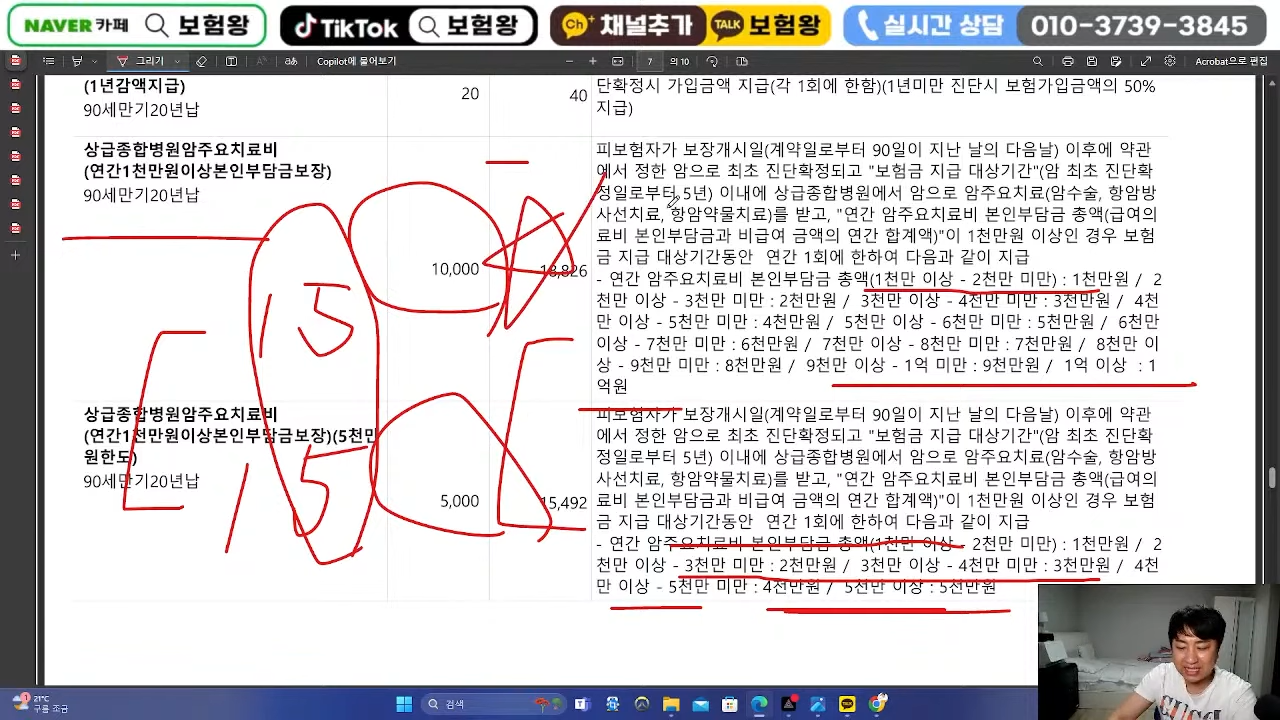 NAVER 카페 보험왕 TikTok 보험왕 Ch+ 채널추가 TALK 보험왕 실시간 상담 010-3739-3845
그리기 Copilot에 물어보기 7 의 10 Acrobat으로 편집
(1년감액지급)
90세만기20년납
20 40
단확정시 가입금액 지급(각 1회에 한함)(1년미만 진단시 보험가입금액의 50%
지급)
상급종합병원암주요치료비
(연간1천만원이상본인부담금보장)
90세만기20년납
10,000 18,826
피보험자가 보장개시일(계약일로부터 90일이 지난 날의 다음날) 이후에 약관
에서 정한 암으로 최초 진단확정되고 "보험금 지급 대상기간"(암 최초 진단확
정일로부터 5년) 이내에 상급종합병원에서 암으로 암주요치료(암수술, 항암방
사선치료, 항암약물치료)를 받고, "연간 암주요치료비 본인부담금 총액(급여의
료비 본인부담금과 비급여 금액의 연간 합계액)"이 1천만원 이상인 경우 보험
금 지급 대상기간동안 연간 1회에 한하여 다음과 같이 지급
- 연간 암주요치료비 본인부담금 총액(1천만 이상 - 2천만 미만) : 1천만원 / 2
천만 이상 - 3천만 미만 : 2천만원 / 3천만 이상 - 4천만 미만 : 3천만원 / 4천
만 이상 - 5천만 미만 : 4천만원 / 5천만 이상 - 6천만 미만 : 5천만원 / 6천만
이상 - 7천만 미만 : 6천만원 / 7천만 이상 - 8천만 미만 : 7천만원 / 8천만 이
상 - 9천만 미만 : 8천만원 / 9천만 이상 - 1억 미만 : 9천만원 / 1억 이상 : 1
억원
15
상급종합병원암주요치료비
(연간1천만원이상본인부담금보장)(5천만
원한도)
90세만기20년납
15
5,000 15,492
피보험자가 보장개시일(계약일로부터 90일이 지난 날의 다음날) 이후에 약관
에서 정한 암으로 최초 진단확정되고 "보험금 지급 대상기간"(암 최초 진단확
정일로부터 5년) 이내에 상급종합병원에서 암으로 암주요치료(암수술, 항암방
사선치료, 항암약물치료)를 받고, "연간 암주요치료비 본인부담금 총액(급여의
료비 본인부담금과 비급여 금액의 연간 합계액)"이 1천만원 이상인 경우 보험
금 지급 대상기간동안 연간 1회에 한하여 다음과 같이 지급
- 연간 암주요치료비 본인부담금 총액(1천만 이상 - 2천만 미만) : 1천만원 / 2
천만 이상 - 3천만 미만 : 2천만원 / 3천만 이상 - 4천만 미만 : 3천만원 / 4천
만 이상 - 5천만 미만 : 4천만원 / 5천만 이상 : 5천만원
21°C
구름 조금
검색